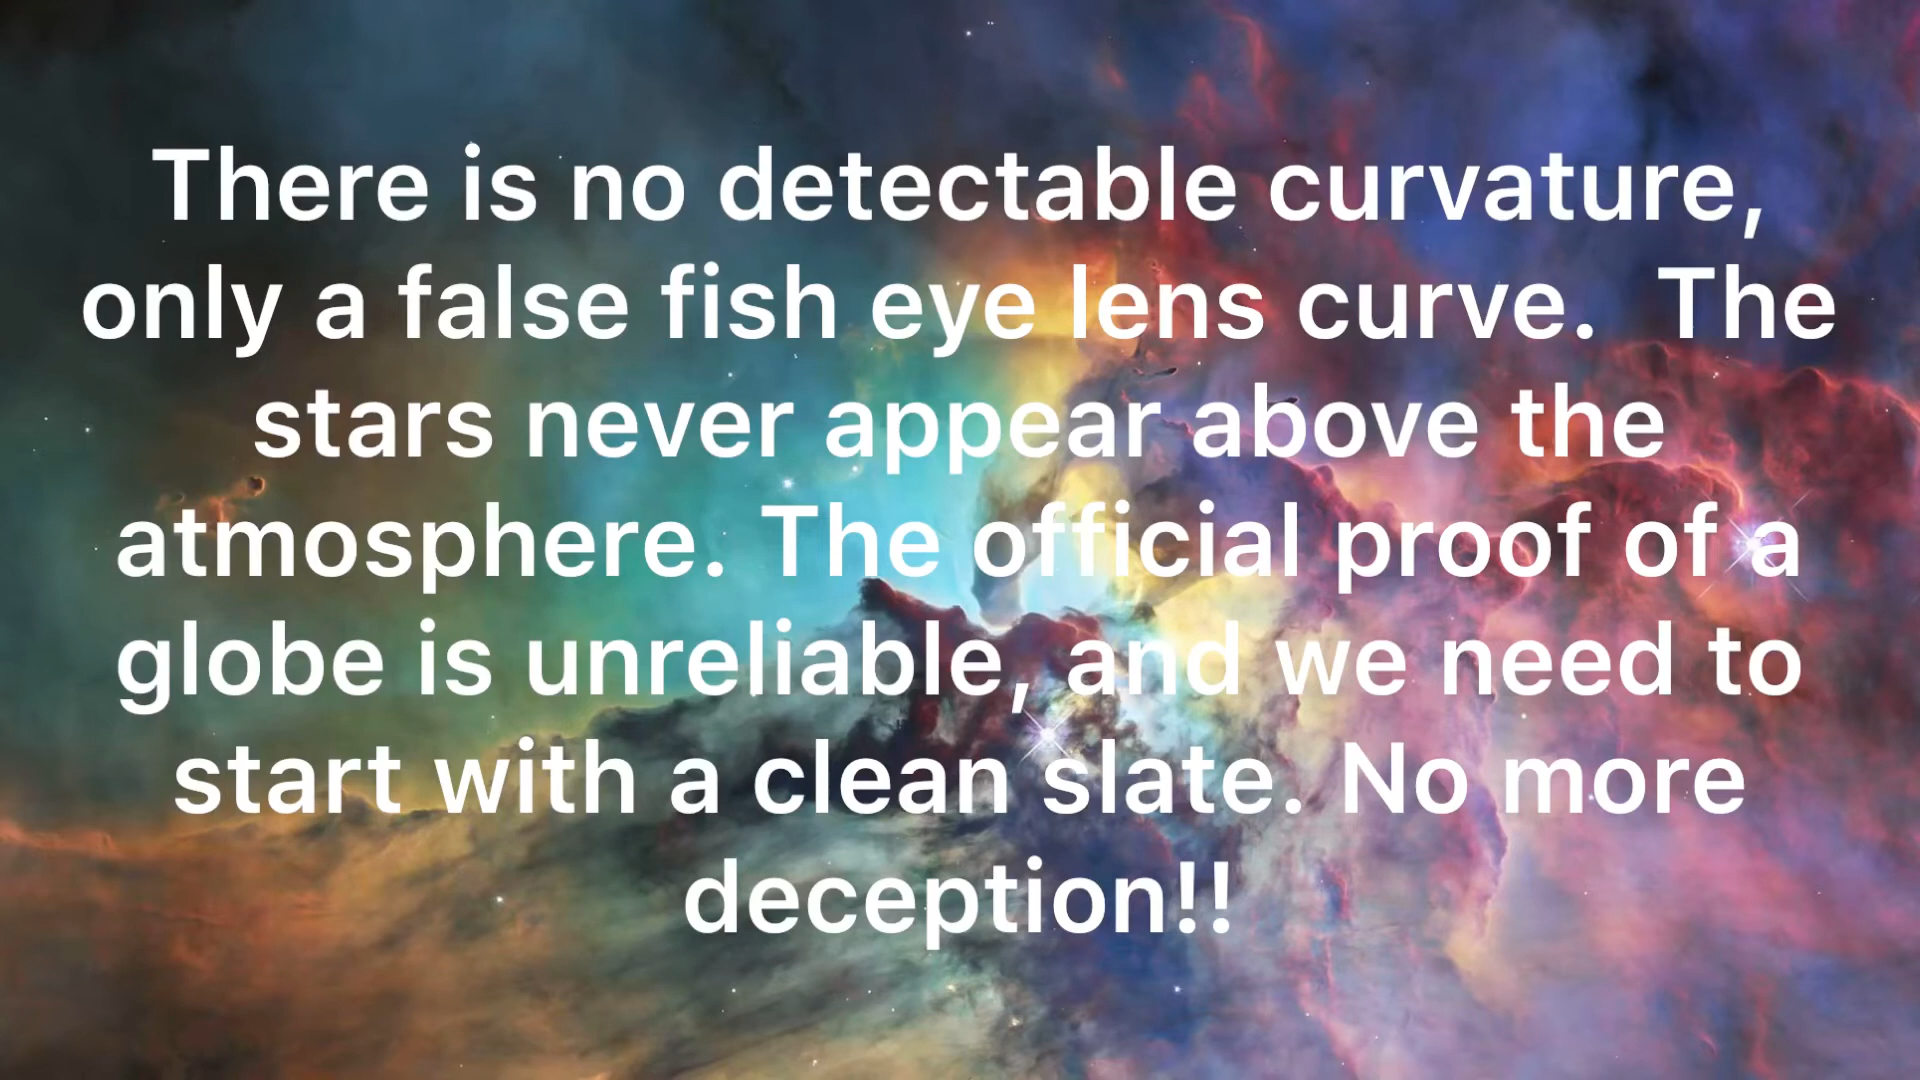 There is no detectable curvature,
only a false fish eye lens curve.  The
stars never appear above the
atmosphere. The official proof of a
globe is unreliable, and we need to
start with a clean slate. No more
deception!!